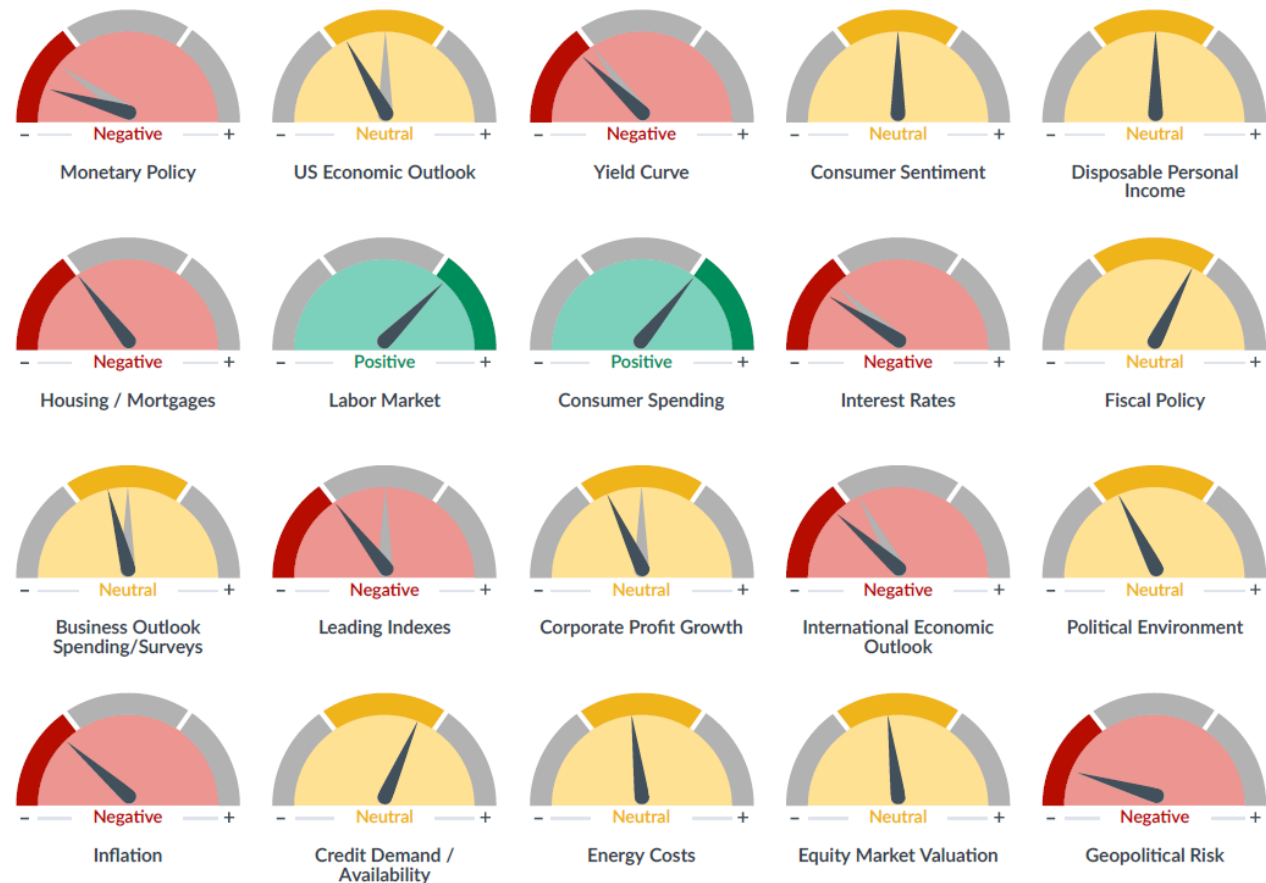 - Negative +
- Neutral +
- Negative +
- Neutral +
- Neutral +
Monetary Policy
US Economic Outlook
Yield Curve
Consumer Sentiment
Disposable Personal
Income
- Negative +
- Positive +
- Positive +
- Negative +
- Neutral +
Housing / Mortgages
Labor Market
Consumer Spending
Interest Rates
Fiscal Policy
- Neutral +
- Negative +
- Neutral +
- Negative +
- Neutral +
Business Outlook
Spending/Surveys
Leading Indexes
Corporate Profit Growth
International Economic
Outlook
Political Environment
- Negative +
- Neutral +
- Neutral +
- Neutral +
- Negative +
Inflation
Credit Demand /
Availability
Energy Costs
Equity Market Valuation
Geopolitical Risk